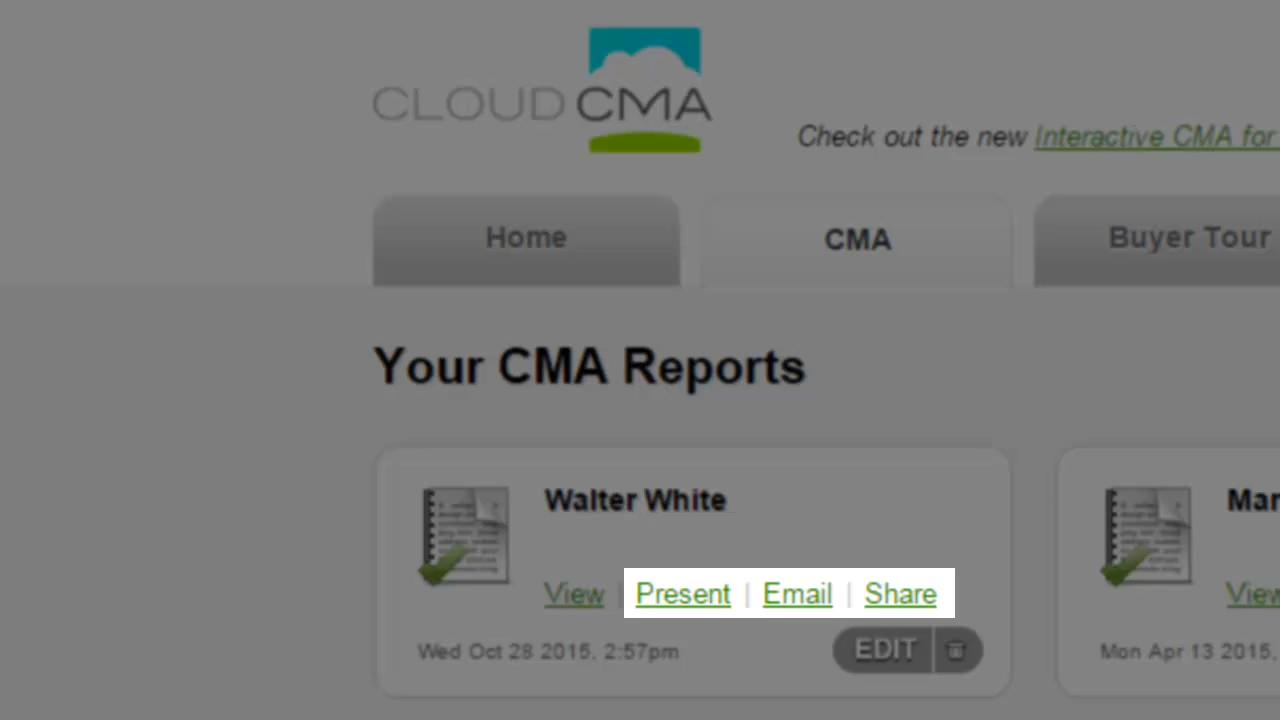 CLOUD CMA
Check out the new Interactive CMA for
Home
CMA
Buyer Tour
Your CMA Reports
Walter White
View | Present | Email | Share
Wed Oct 28 2015, 2:57pm
EDIT
Mar
View
Mon Apr 13 2015,